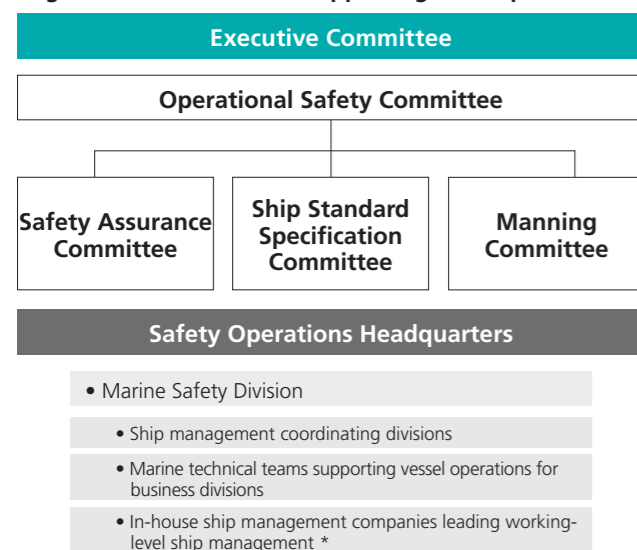 Executive Committee
Operational Safety Committee
Safety Assurance
Committee
Ship Standard
Specification
Committee
Manning
Committee
Safety Operations Headquarters
• Marine Safety Division
• Ship management coordinating divisions
• Marine technical teams supporting vessel operations for
business divisions
• In-house ship management companies leading working-
level ship management *